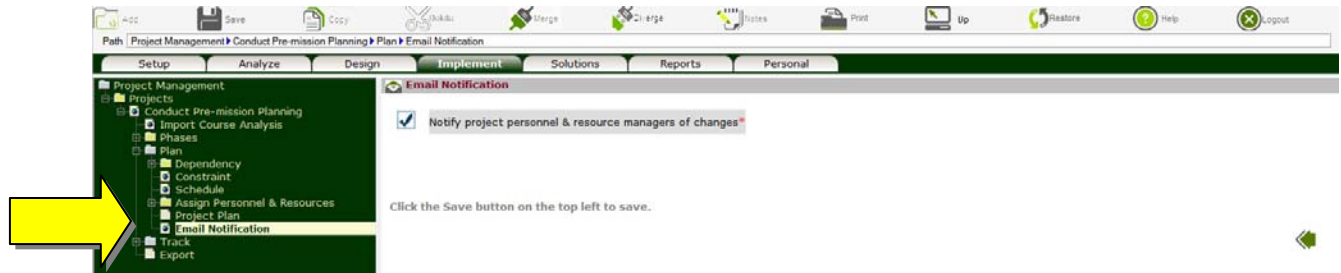 Add Save Copy Merge Notes Print Up Restore Help Logout
Path Project Management Conduct Pre-mission Planning Plan Email Notification
Setup Analyze Design Implement Solutions Reports Personal
Project Management
Projects
Conduct Pre-mission Planning
Import Course Analysis
Phases
Plan
Dependency
Constraint
Schedule
Assign Personnel & Resources
Project Plan
Email Notification
Track
Export
Email Notification
Notify project personnel & resource managers of changes*
Click the Save button on the top left to save.